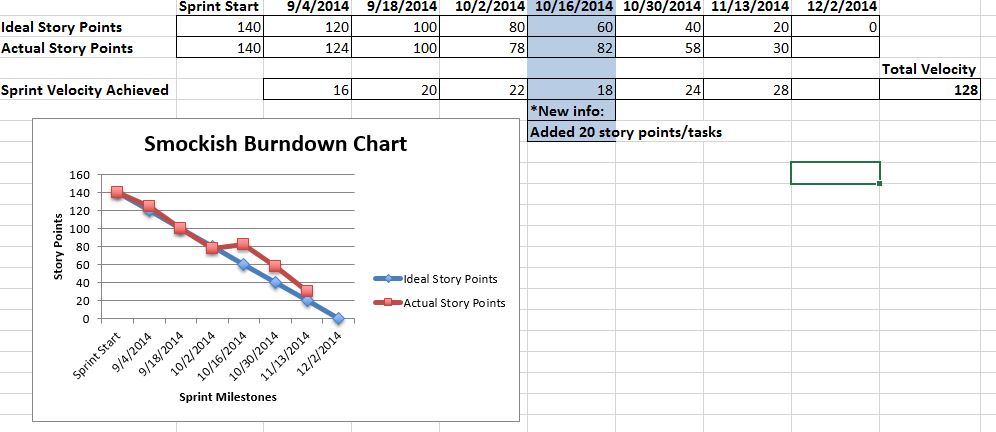 Sprint Start 9/4/2014 9/18/2014 10/2/2014 10/16/2014 10/30/2014 11/13/2014 12/2/2014
Ideal Story Points 140 120 100 80 60 40 20 0
Actual Story Points 140 124 100 78 82 58 30
Total Velocity
Sprint Velocity Achieved 16 20 22 18 24 28 128
*New info:
Added 20 story points/tasks
Smockish Burndown Chart
160
140
120
100
80
60
40
20
0
Story Points
Ideal Story Points
Actual Story Points
Sprint Start
9/4/2014
9/18/2014
10/2/2014
10/16/2014
10/30/2014
11/13/2014
12/2/2014
Sprint Milestones